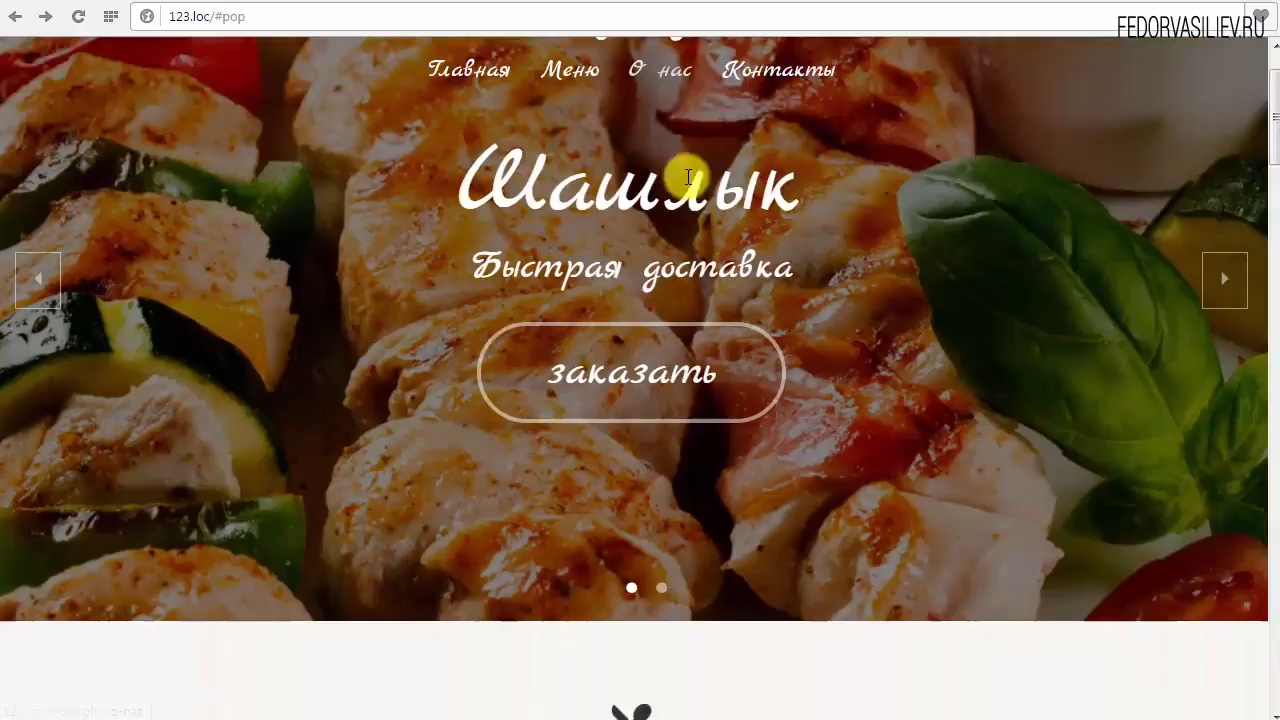 123.loc/#pop
FEDORVASILIEV.RU
Главная Меню О нас Контакты
Шашлык
Быстрая доставка
заказать